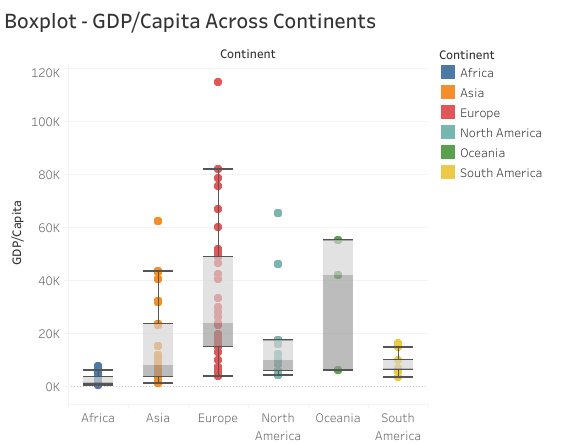 Boxplot - GDP/Capita Across Continents
Continent
Continent
Africa
Asia
Europe
North America
Oceania
South America
GDP/Capita
120K
100K
80K
60K
40K
20K
0K
Africa
Asia
Europe
North
America
Oceania
South
America